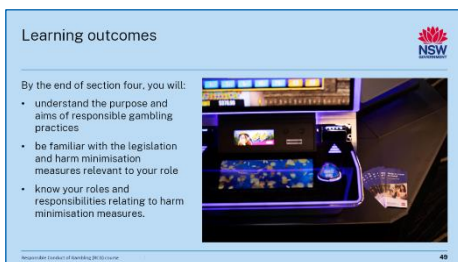 Learning outcomes
NSW
GOVERNMENT
By the end of section four, you will:
• understand the purpose and
aims of responsible gambling
practices
• be familiar with the legislation
and harm minimisation
measures relevant to your role
• know your roles and
responsibilities relating to harm
minimisation measures.
Responsible Conduct of Gambling (RCG) course
49